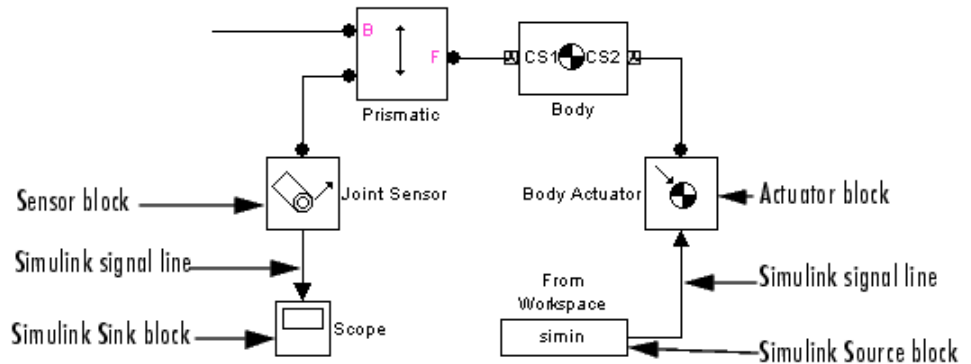 B
F
CS1
CS2
Prismatic
Body
Sensor block
Joint Sensor
Body Actuator
Actuator block
Simulink signal line
From
Workspace
Simulink signal line
Simulink Sink block
Scope
simin
Simulink Source block